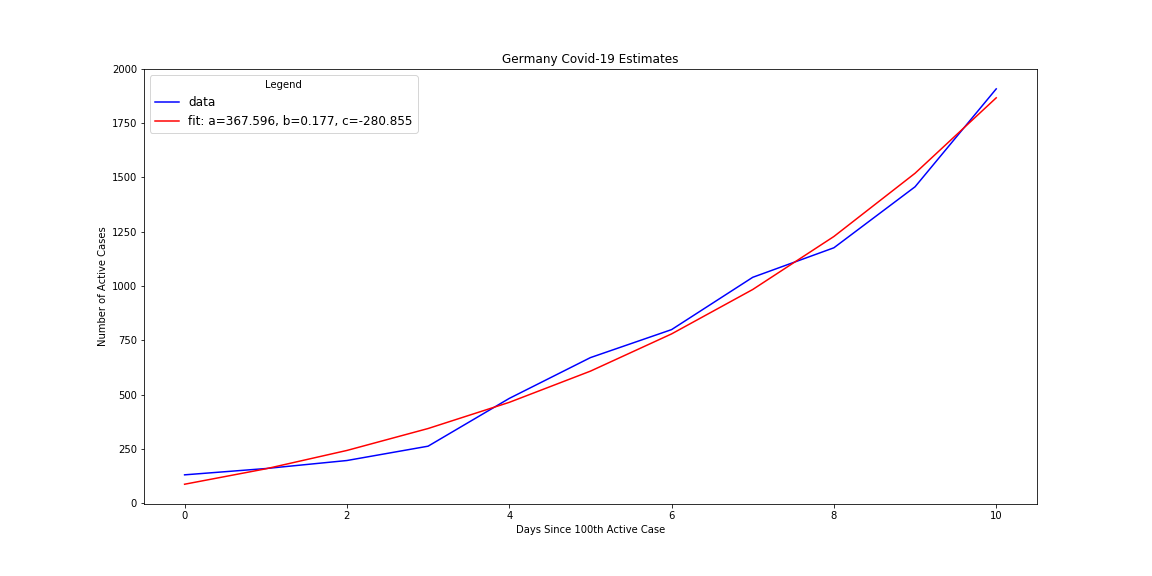 Germany Covid-19 Estimates
Legend
data
fit: a=367.596, b=0.177, c=-280.855
2000
1750
1500
1250
1000
750
500
250
0
Number of Active Cases
0 2 4 6 8 10
Days Since 100th Active Case